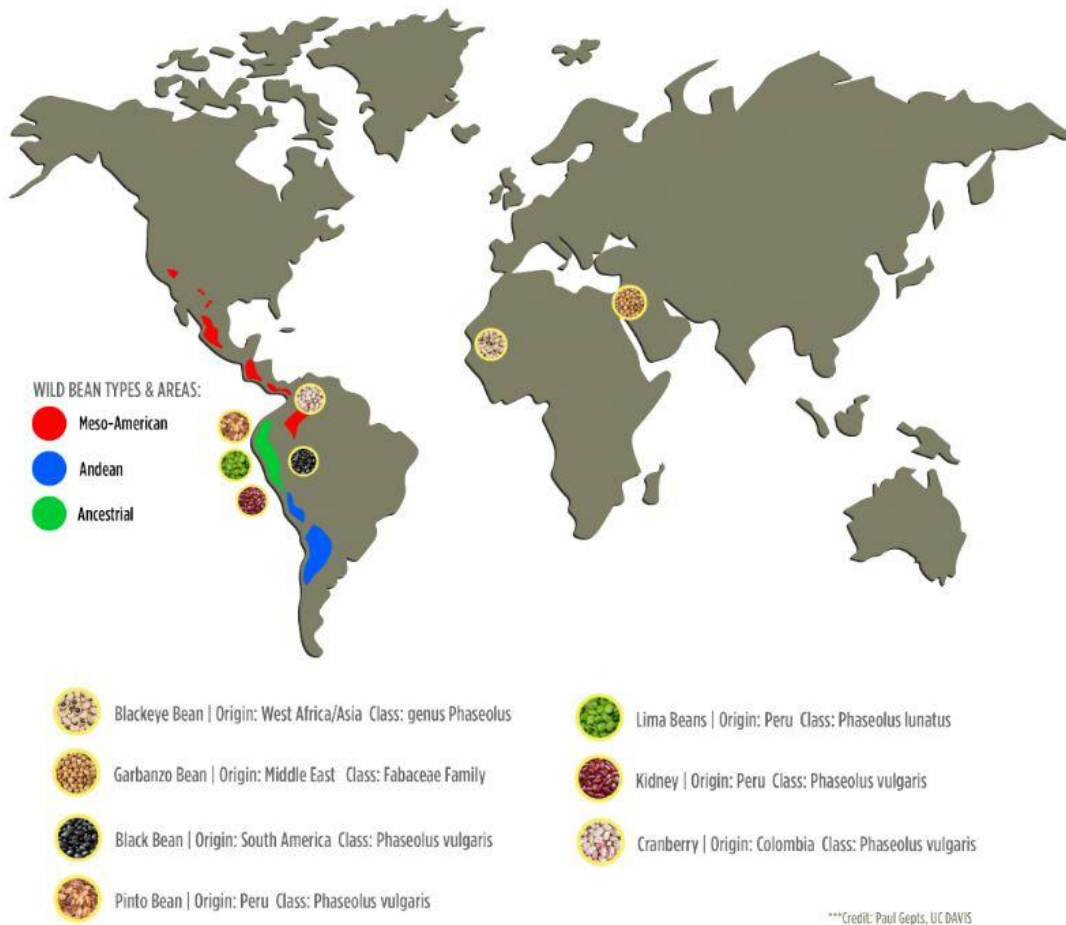 WILD BEAN TYPES & AREAS:
Meso-American
Andean
Ancestrial
Blackeye Bean | Origin: West Africa/Asia Class: genus Phaseolus
Garbanzo Bean | Origin: Middle East Class: Fabaceae Family
Black Bean | Origin: South America Class: Phaseolus vulgaris
Pinto Bean | Origin: Peru Class: Phaseolus vulgaris
Lima Beans | Origin: Peru Class: Phaseolus lunatus
Kidney | Origin: Peru Class: Phaseolus vulgaris
Cranberry | Origin: Colombia Class: Phaseolus vulgaris
***Credit: Paul Gepts, UC DAVIS